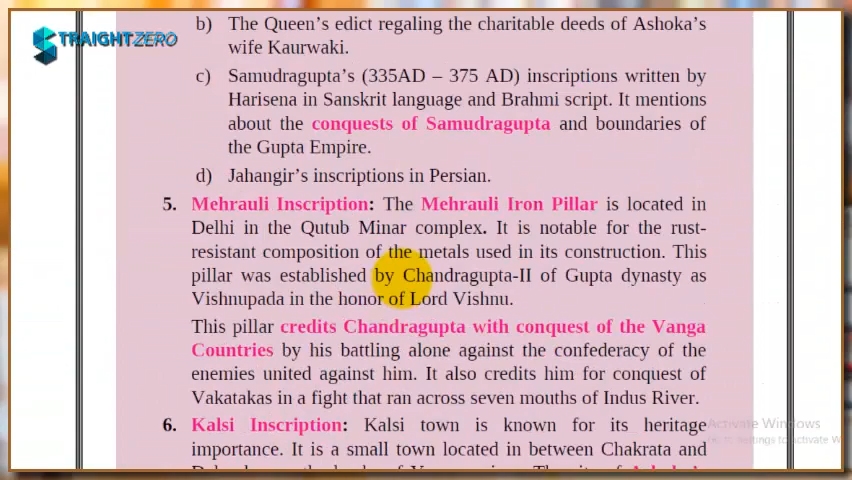 STRAIGHTZERO
b) The Queen's edict regaling the charitable deeds of Ashoka's
wife Kaurwaki.
c) Samudragupta's (335AD – 375 AD) inscriptions written by
Harisena in Sanskrit language and Brahmi script. It mentions
about the conquests of Samudragupta and boundaries of
the Gupta Empire.
d) Jahangir's inscriptions in Persian.
5. Mehrauli Inscription: The Mehrauli Iron Pillar is located in
Delhi in the Qutub Minar complex. It is notable for the rust-
resistant composition of the metals used in its construction. This
pillar was established by Chandragupta-II of Gupta dynasty as
Vishnupada in the honor of Lord Vishnu.
This pillar credits Chandragupta with conquest of the Vanga
Countries by his battling alone against the confederacy of the
enemies united against him. It also credits him for conquest of
Vakatakas in a fight that ran across seven mouths of Indus River.
6. Kalsi Inscription: Kalsi town is known for its heritage
importance. It is a small town located in between Chakrata and
Activate Windows